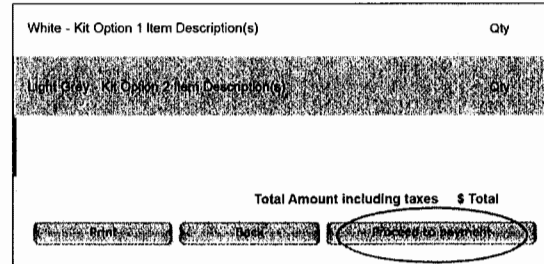 White - Kit Option 1 Item Description(s) Qty
Light Grey - Kit Option 2 Item Description(s) Qty
Total Amount including taxes $ Total
Print Back Proceed to payment